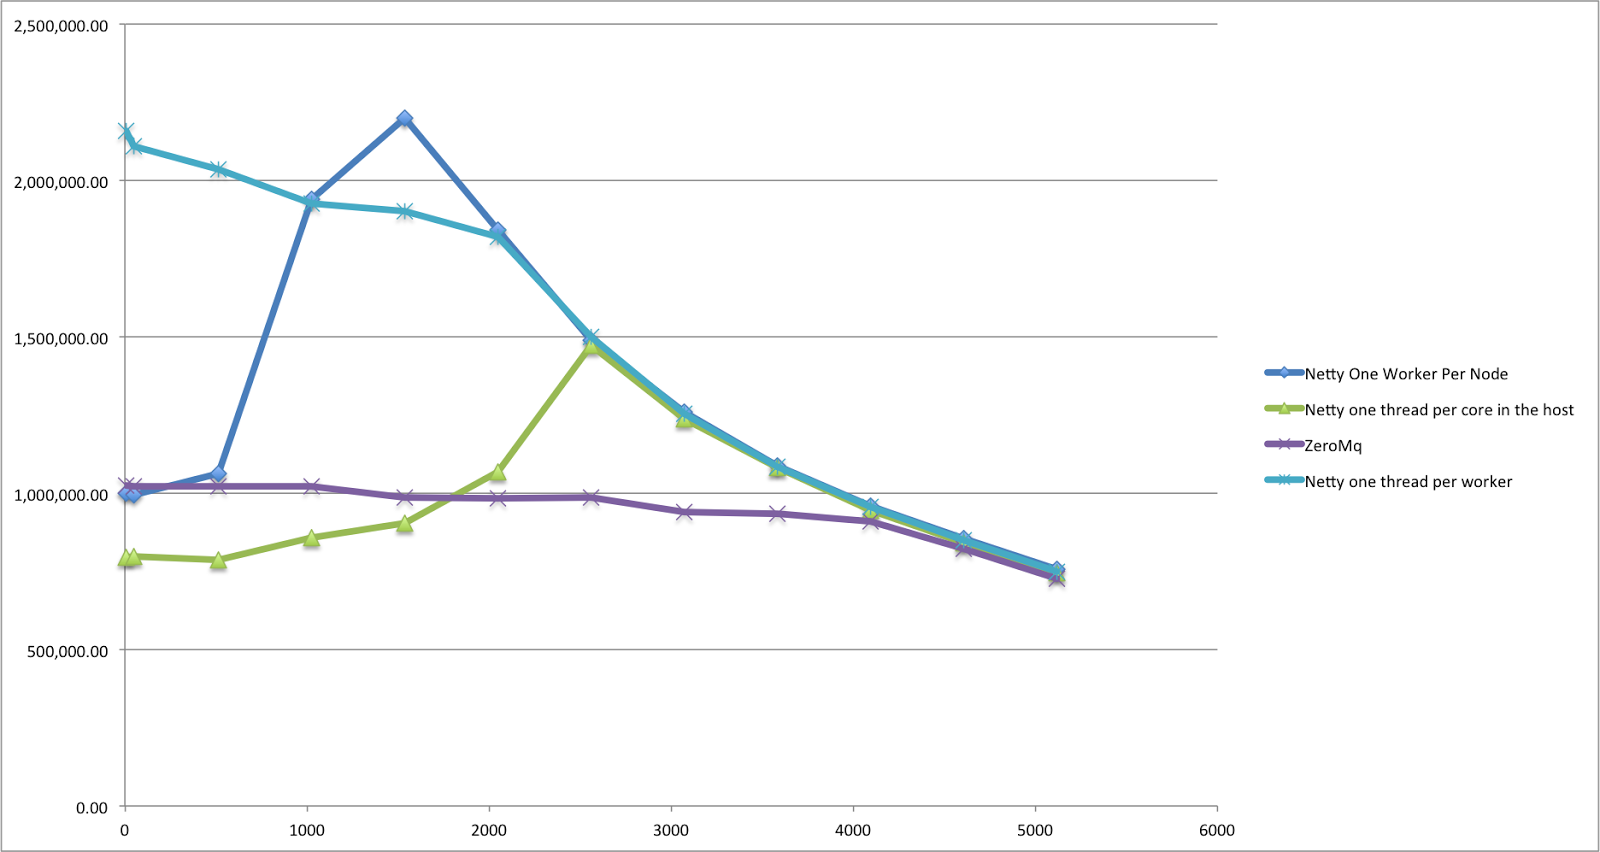 2,500,000.00
2,000,000.00
1,500,000.00
1,000,000.00
500,000.00
0.00
0 1000 2000 3000 4000 5000 6000
Netty One Worker Per Node
Netty one thread per core in the host
ZeroMq
Netty one thread per worker